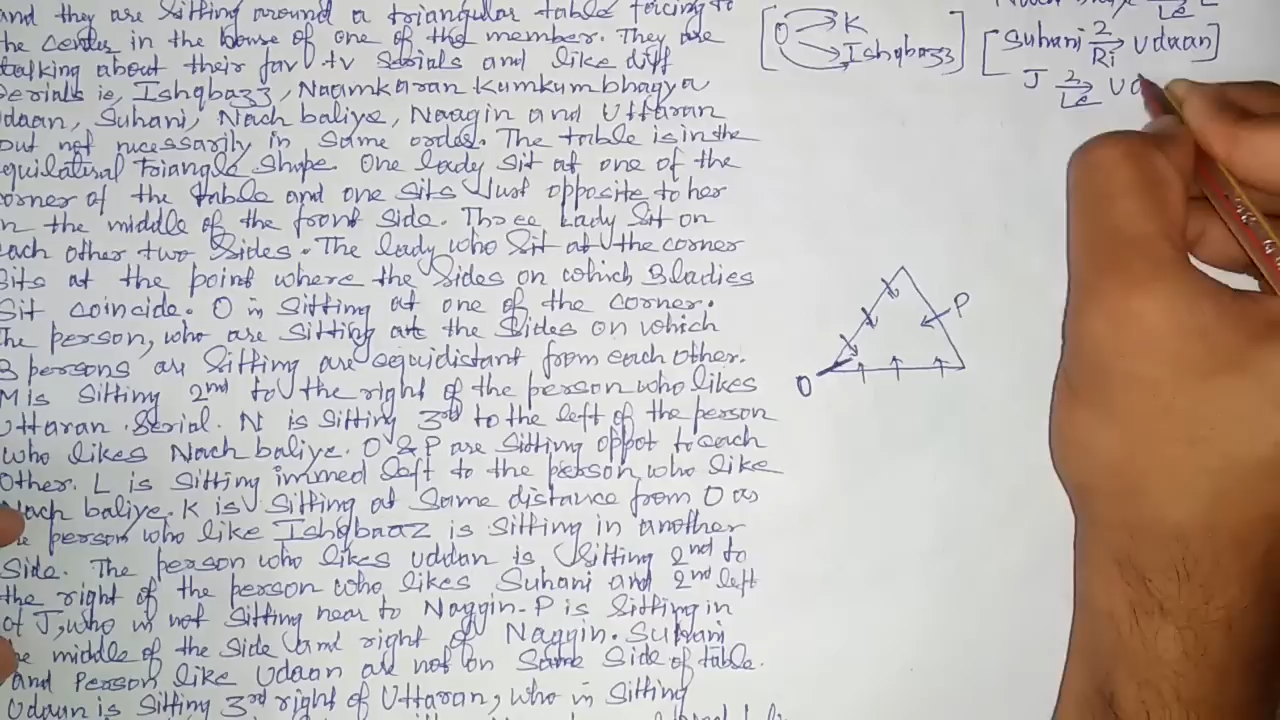 and they are sitting around a triangular table facing to
the center in the house of one of the member. They are
talking about their fav tv serials and like diff
serials ie, Ishqbazz, Naamkaran Kumkumbhagya
daan, Suhani, Nach baliye, Naagin and Uttaran
but not necessarily in same order. The table is in the
quilateral triangle shape. One lady sit at one of the
corner of the table and one sits just opposite to her
n the middle of the front side. Three Lady sit on
each other two sides. The lady who sit at the corner
sits at the point where the sides on which 3 ladies
sit coincide. O is sitting at one of the corner.
The person, who are sitting at the sides on which
3 persons are sitting are equidistant from each other.
M is sitting 2nd to the right of the person who likes
Uttaran Serial. N is sitting 3rd to the left of the person
who likes Nach baliye. O & P are sitting oppot to each
other. L is sitting immed left to the person who like
Nach baliye. K is sitting at same distance from O as
person who like Ishqbaaz is sitting in another
side. The person who likes uddan is sitting 2nd to
the right of the person who likes Suhani and 2nd left
of J, who is not sitting near to Naggin. P is sitting in
he middle of the side and right of Naggin. Suhani
and person like Udaan are not on same side of table.
Udaan is sitting 3rd right of Uttaran, who is sitting
O K
Ishqbazz
Le
Suhani 2 Ri Udaan
J 2 Le Ud
P
O